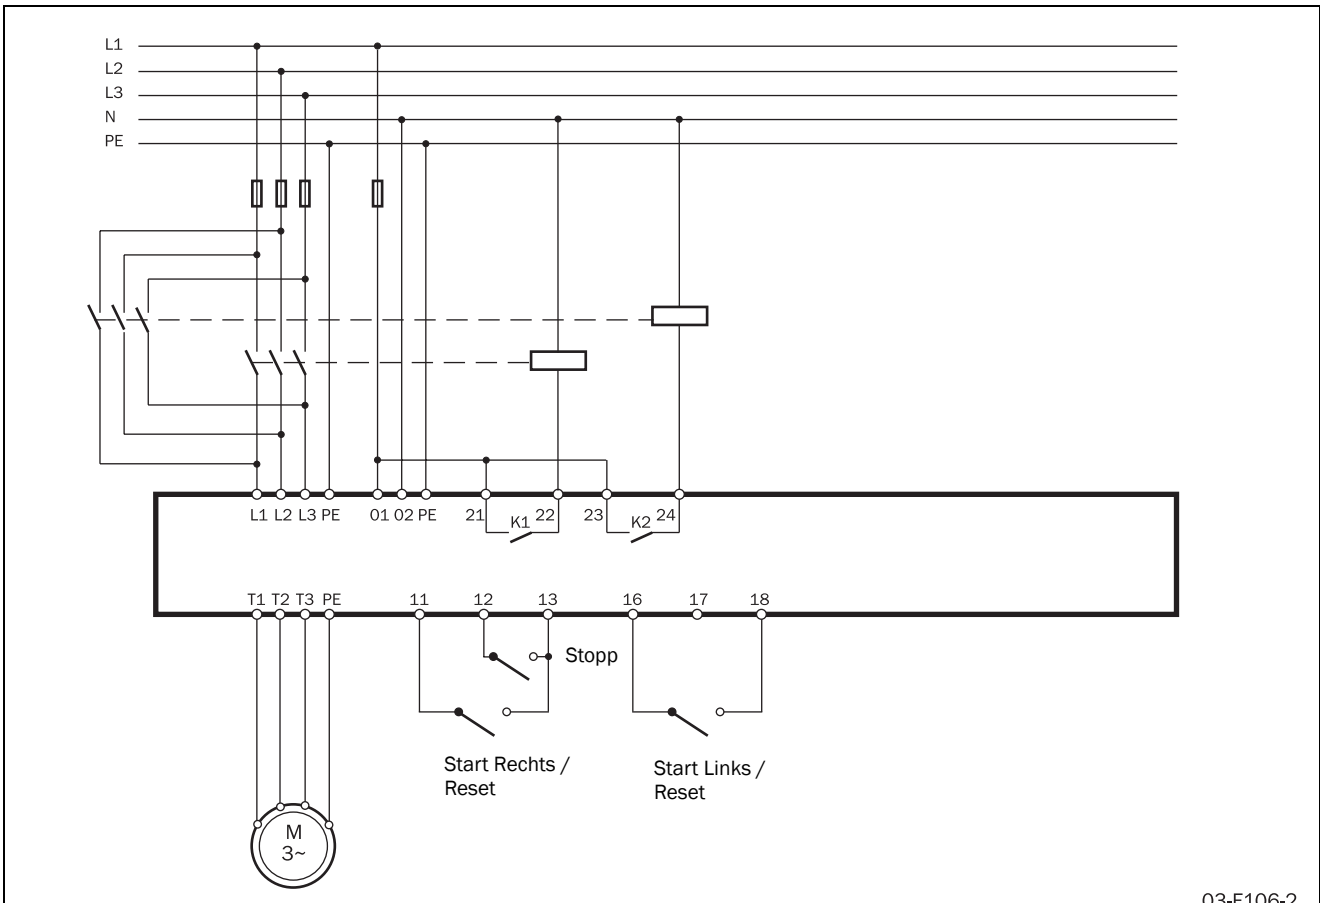 L1
L2
L3
N
PE
L1 L2 L3 PE 01 02 PE 21 K1 22 23 K2 24
T1 T2 T3 PE 11 12 13 16 17 18
Stopp
Start Rechts /
Reset
Start Links /
Reset
M
3~
03-F106-2